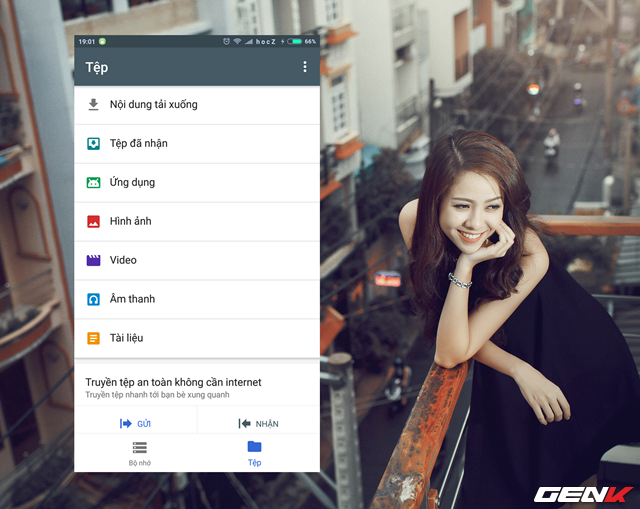 19:01
hocZ
66%
Tệp
Nội dung tải xuống
Tệp đã nhận
Ứng dụng
Hình ảnh
Video
Âm thanh
Tài liệu
Truyền tệp an toàn không cần internet
Truyền tệp nhanh tới bạn bè xung quanh
GỬI
NHẬN
Bộ nhớ
Tệp
GENK